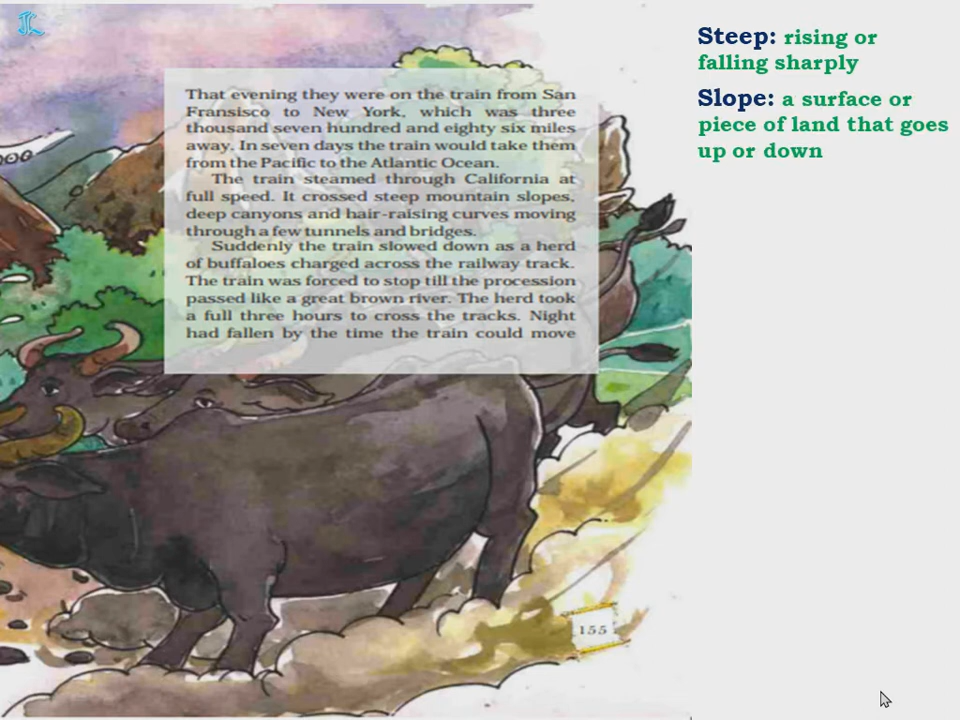 That evening they were on the train from San
Fransisco to New York, which was three
thousand seven hundred and eighty six miles
away. In seven days the train would take them
from the Pacific to the Atlantic Ocean.
The train steamed through California at
full speed. It crossed steep mountain slopes,
deep canyons and hair-raising curves moving
through a few tunnels and bridges.
Suddenly the train slowed down as a herd
of buffaloes charged across the railway track.
The train was forced to stop till the procession
passed like a great brown river. The herd took
a full three hours to cross the tracks. Night
had fallen by the time the train could move
155
Steep: rising or
falling sharply
Slope: a surface or
piece of land that goes
up or down